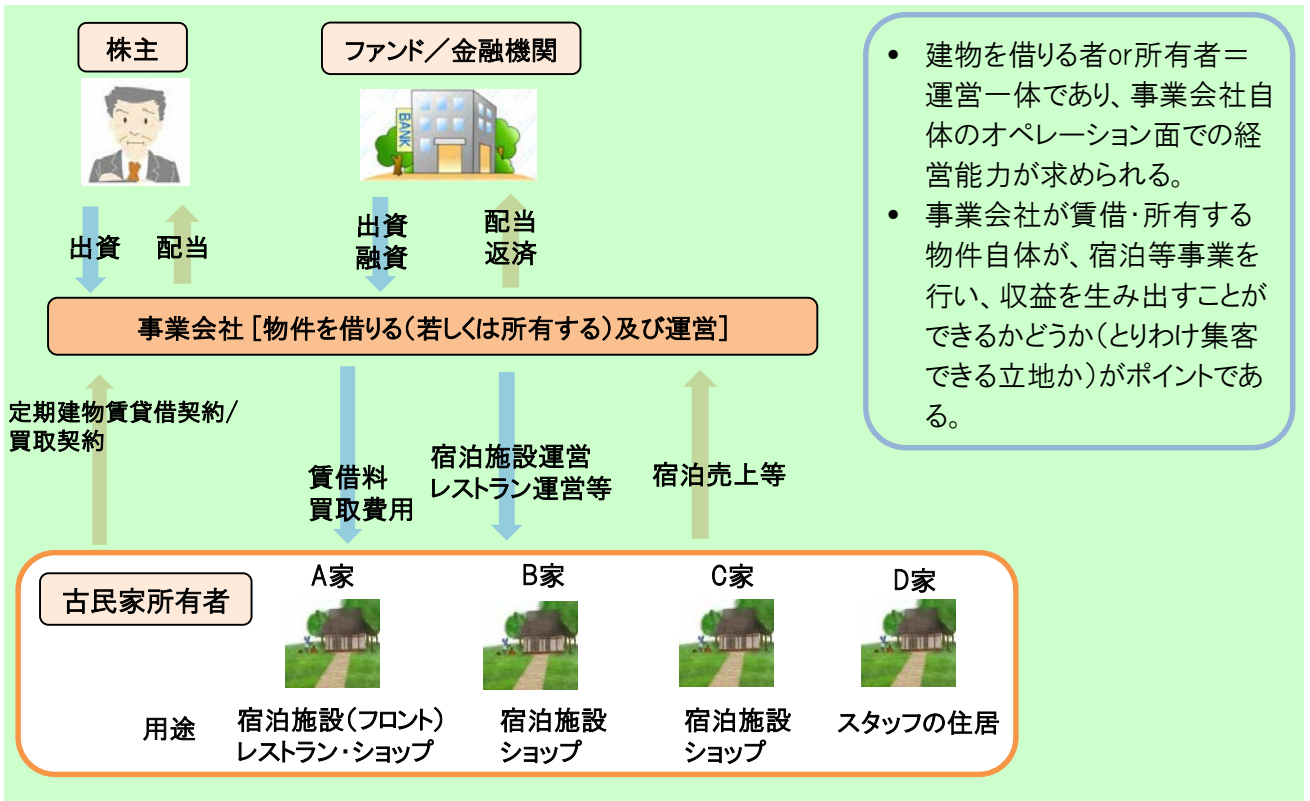 株主
ファンド／金融機関
BANK
出資
配当
出資
融資
配当
返済
事業会社 [物件を借りる（若しくは所有する）及び運営]
定期建物賃貸借契約/
買取契約
賃借料
買取費用
宿泊施設運営
レストラン運営等
宿泊売上等
古民家所有者
A家
B家
C家
D家
用途
宿泊施設（フロント）
レストラン・ショップ
宿泊施設
ショップ
宿泊施設
ショップ
スタッフの住居
• 建物を借りる者or所有者＝
運営一体であり、事業会社自
体のオペレーション面での経
営能力が求められる。
• 事業会社が賃借・所有する
物件自体が、宿泊等事業を
行い、収益を生み出すことが
できるかどうか（とりわけ集客
できる立地か）がポイントであ
る。